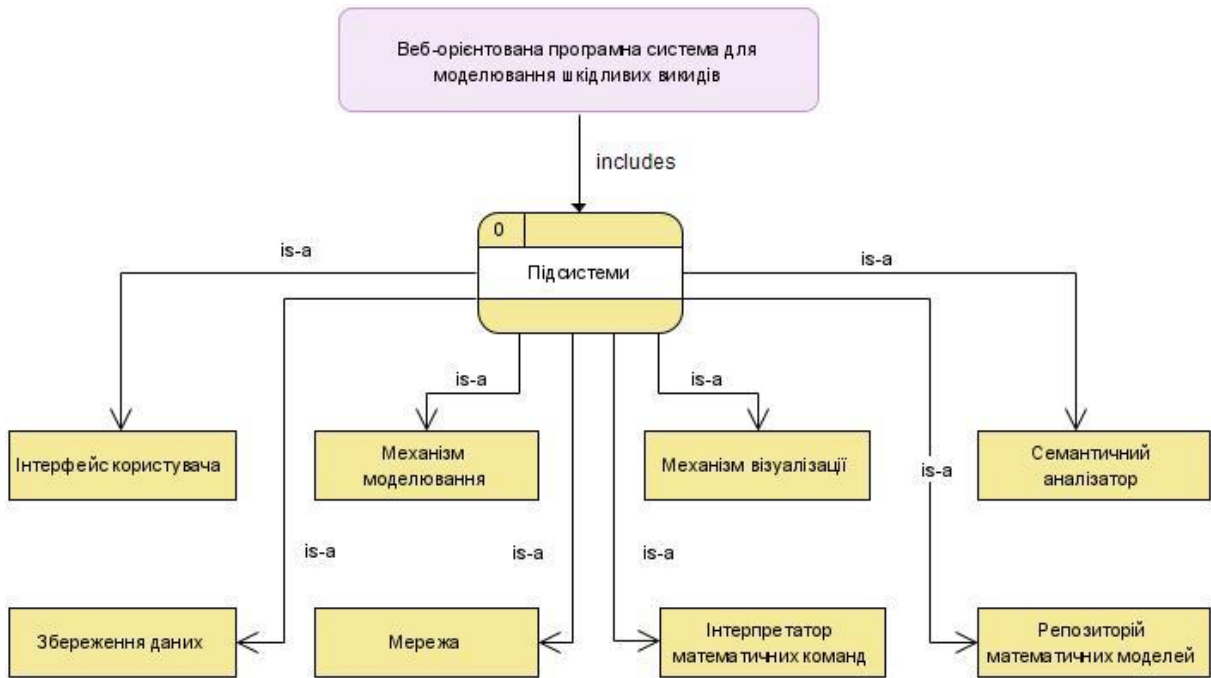 Веб-орієнтована програмна система для
моделювання шкідливих викидів
includes
0
Підсистеми
is-a
is-a
is-a
is-a
Інтерфейс користувача
Механізм
моделювання
Механізм візуалізації
Семантичний
аналізатор
is-a
is-a
is-a
is-a
Збереження даних
Мережа
Інтерпретатор
математичних команд
Репозиторій
математичних моделей